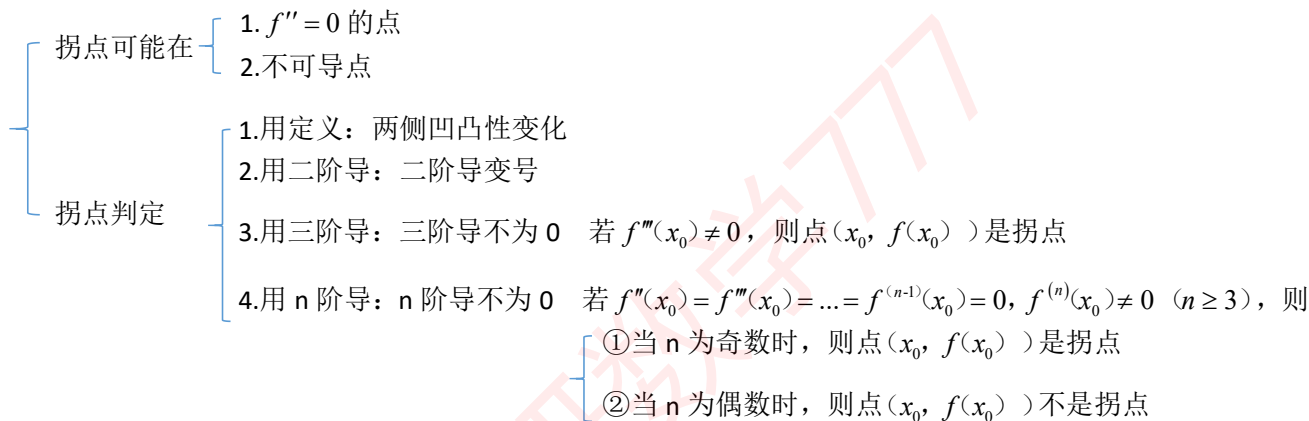 1. f″ = 0 的点
拐点可能在
2.不可导点
1.用定义：两侧凹凸性变化
2.用二阶导：二阶导变号
拐点判定
3.用三阶导：三阶导不为 0 若 f‴(x₀) ≠ 0，则点(x₀，f(x₀))是拐点
4.用 n 阶导：n 阶导不为 0 若 f″(x₀) = f‴(x₀) = ... = f⁽ⁿ⁻¹⁾(x₀) = 0，f⁽ⁿ⁾(x₀) ≠ 0 (n ≥ 3)，则
①当 n 为奇数时，则点(x₀，f(x₀))是拐点
②当 n 为偶数时，则点(x₀，f(x₀))不是拐点
数学777